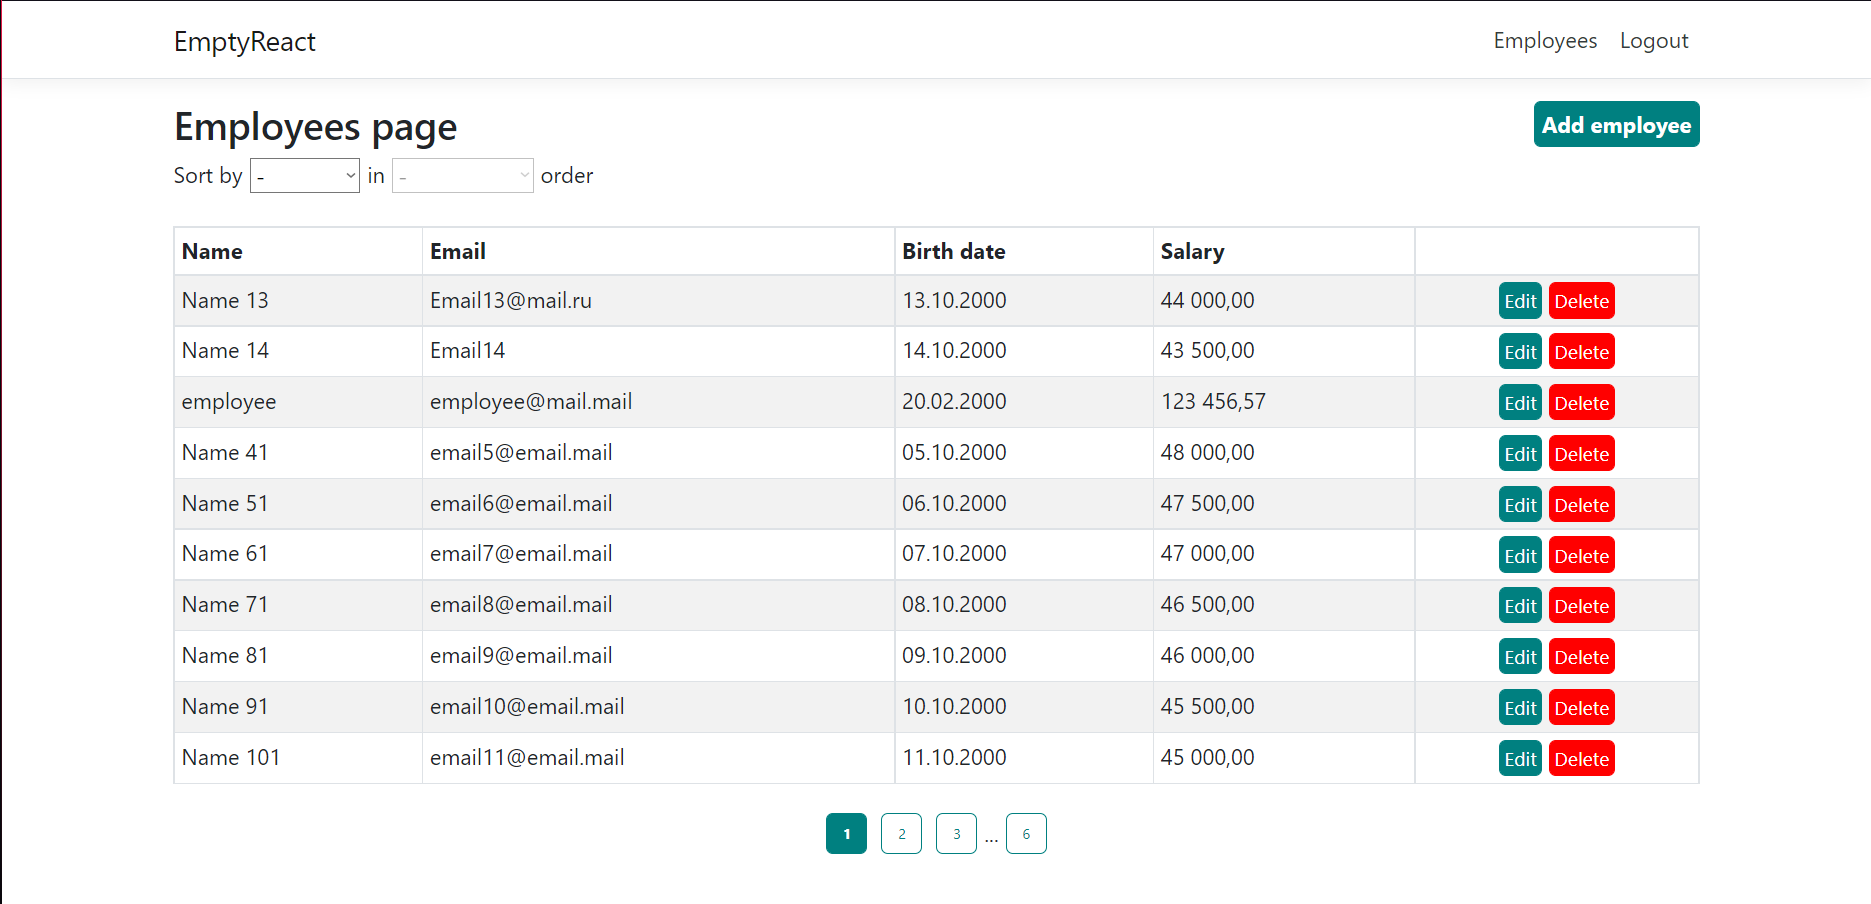 EmptyReact Employees Logout
Employees page Add employee
Sort by - in - order
Name Email Birth date Salary
Name 13 Email13@mail.ru 13.10.2000 44 000,00 Edit Delete
Name 14 Email14 14.10.2000 43 500,00 Edit Delete
employee employee@mail.mail 20.02.2000 123 456,57 Edit Delete
Name 41 email5@email.mail 05.10.2000 48 000,00 Edit Delete
Name 51 email6@email.mail 06.10.2000 47 500,00 Edit Delete
Name 61 email7@email.mail 07.10.2000 47 000,00 Edit Delete
Name 71 email8@email.mail 08.10.2000 46 500,00 Edit Delete
Name 81 email9@email.mail 09.10.2000 46 000,00 Edit Delete
Name 91 email10@email.mail 10.10.2000 45 500,00 Edit Delete
Name 101 email11@email.mail 11.10.2000 45 000,00 Edit Delete
1 2 3 ... 6